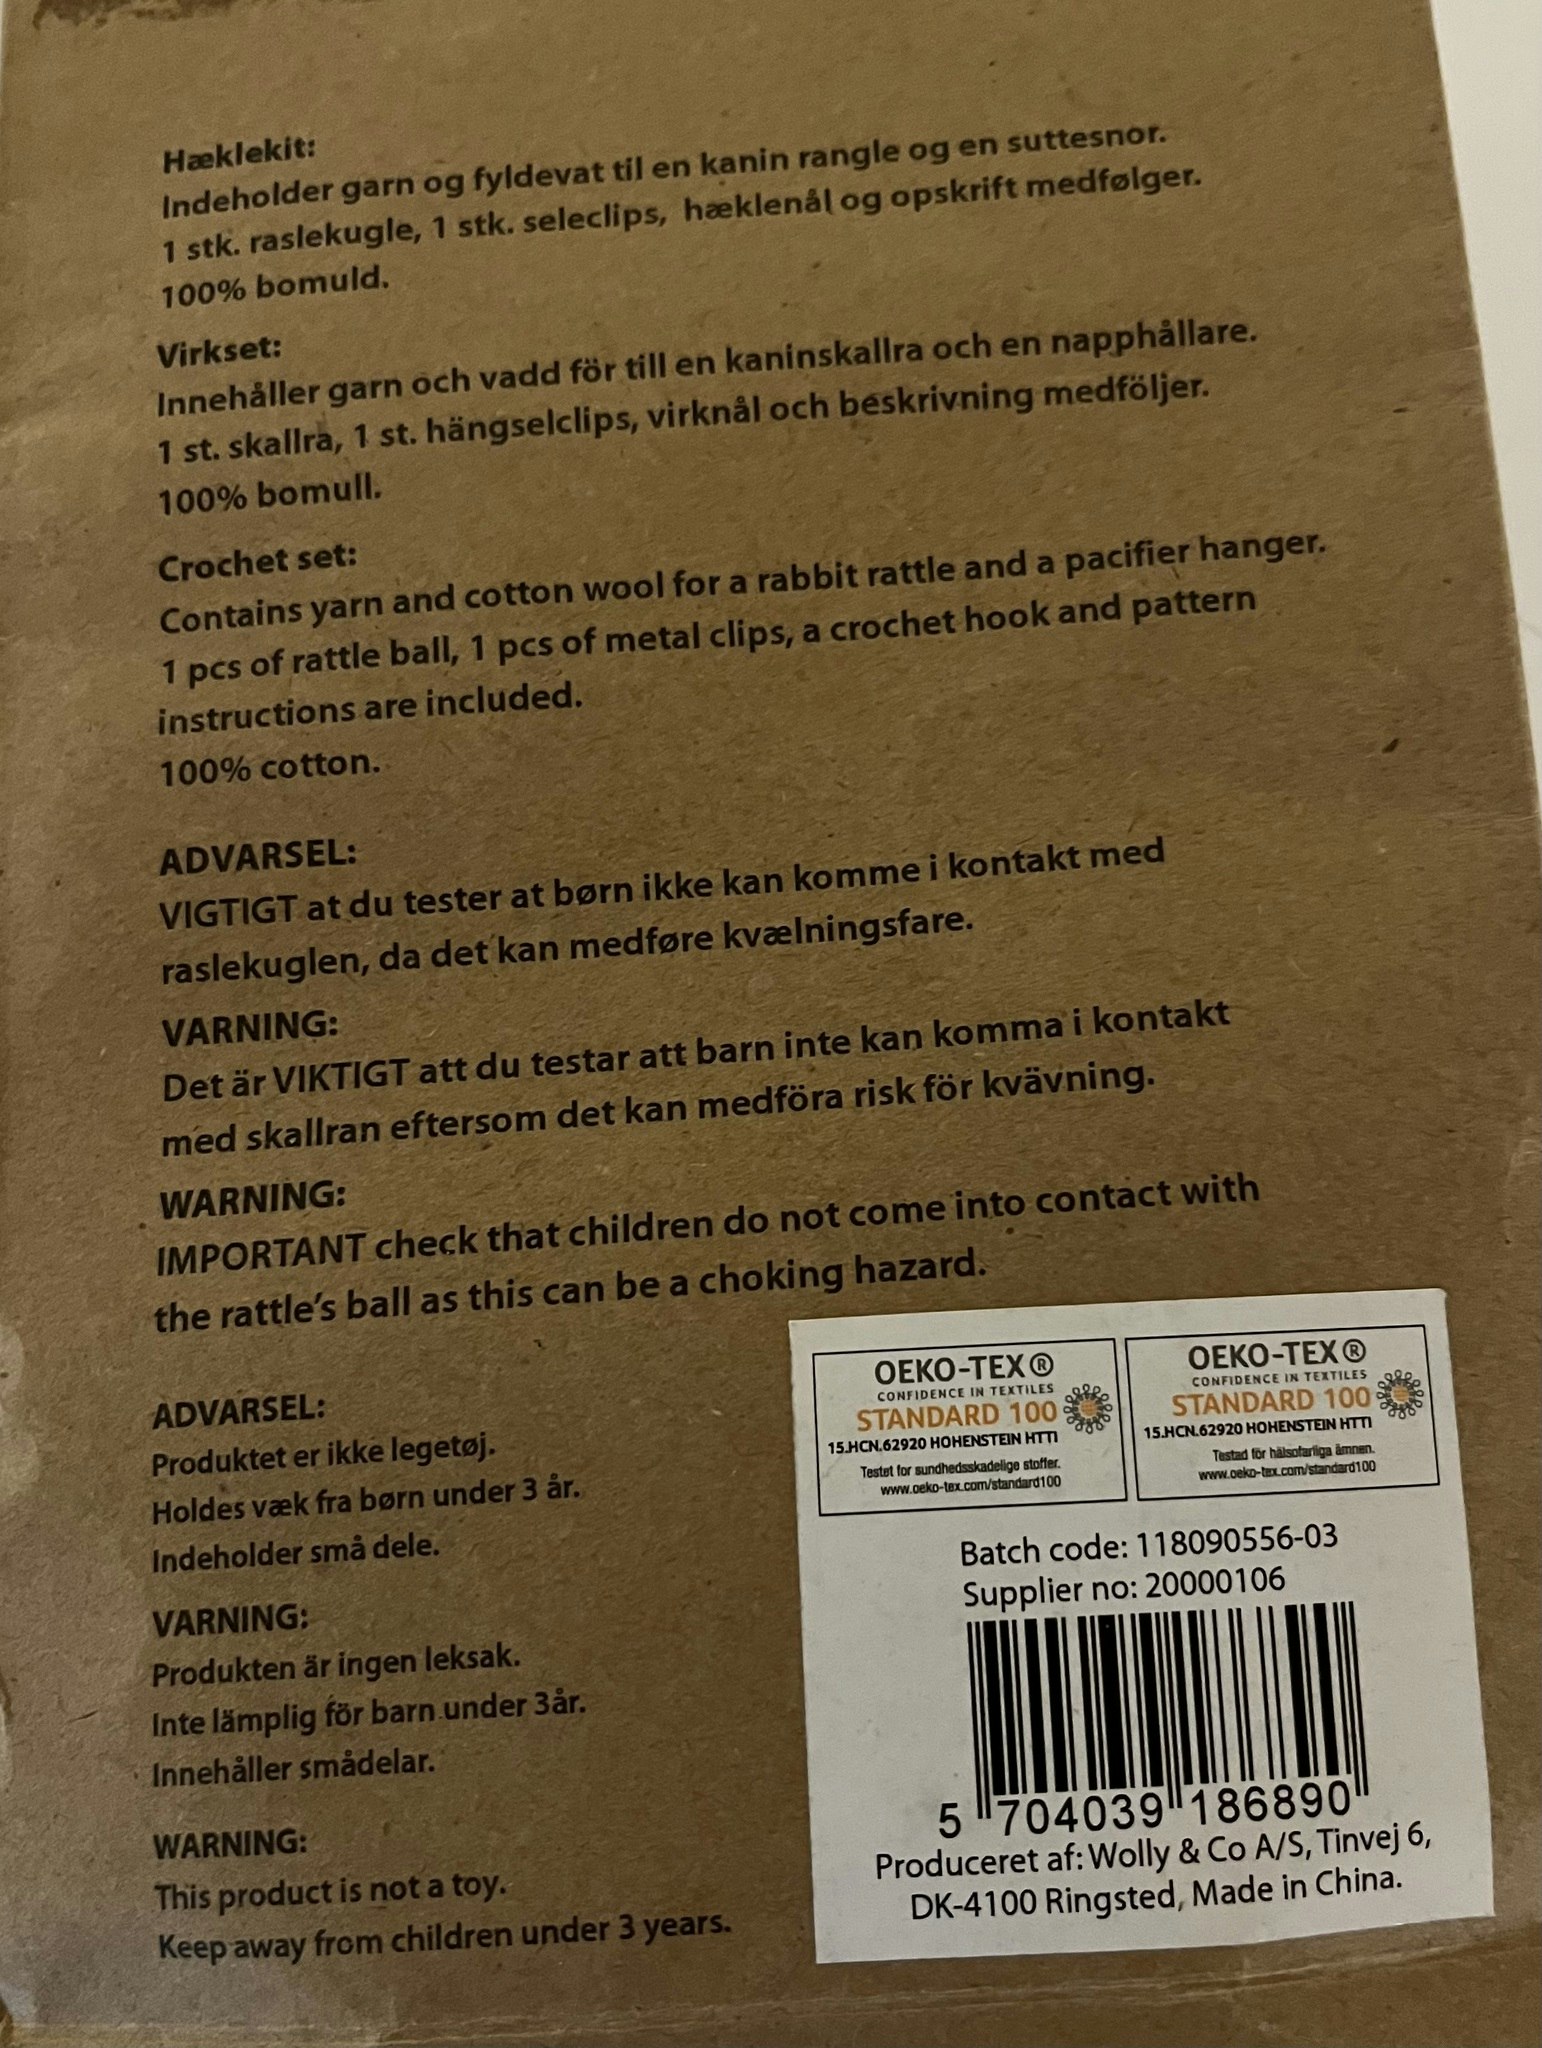 Hæklekit:
Indeholder garn og fyldevat til en kanin rangle og en suttesnor.
1 stk. raslekugle, 1 stk. seleclips, hæklenål og opskrift medfølger.
100% bomuld.
Virkset:
Innehåller garn och vadd för till en kaninskallra och en napphållare.
1 st. skallra, 1 st. hängselclips, virknål och beskrivning medföljer.
100% bomull.
Crochet set:
Contains yarn and cotton wool for a rabbit rattle and a pacifier hanger.
1 pcs of rattle ball, 1 pcs of metal clips, a crochet hook and pattern
instructions are included.
100% cotton.
ADVARSEL:
VIGTIGT at du tester at børn ikke kan komme i kontakt med
raslekuglen, da det kan medføre kvælningsfare.
VARNING:
Det är VIKTIGT att du testar att barn inte kan komma i kontakt
med skallran eftersom det kan medföra risk för kvävning.
WARNING:
IMPORTANT check that children do not come into contact with
the rattle's ball as this can be a choking hazard.
ADVARSEL:
Produktet er ikke legetøj.
Holdes væk fra børn under 3 år.
Indeholder små dele.
VARNING:
Produkten är ingen leksak.
Inte lämplig för barn under 3år.
Innehåller smådelar.
WARNING:
This product is not a toy.
Keep away from children under 3 years.
OEKO-TEX®
CONFIDENCE IN TEXTILES
STANDARD 100
15.HCN.62920 HOHENSTEIN HTTI
Testet for sundhedsskadelige stoffer.
www.oeko-tex.com/standard100
OEKO-TEX®
CONFIDENCE IN TEXTILES
STANDARD 100
15.HCN.62920 HOHENSTEIN HTTI
Testad för hälsofarliga ämnen.
www.oeko-tex.com/standard100
Batch code: 118090556-03
Supplier no: 20000106
5 704039 186890
Produceret af: Wolly & Co A/S, Tinvej 6,
DK-4100 Ringsted, Made in China.